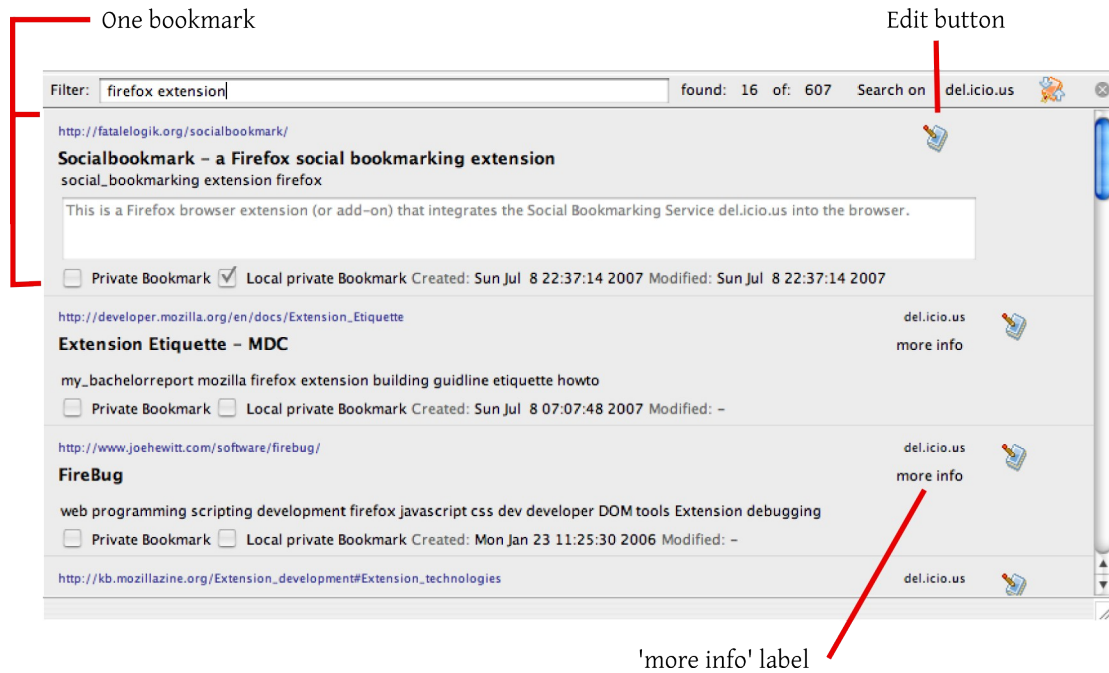 One bookmark
Edit button
Filter: firefox extension found: 16 of: 607 Search on del.icio.us
http://fatalelogik.org/socialbookmark/
Socialbookmark – a Firefox social bookmarking extension
social_bookmarking extension firefox
This is a Firefox browser extension (or add-on) that integrates the Social Bookmarking Service del.icio.us into the browser.
Private Bookmark Local private Bookmark Created: Sun Jul 8 22:37:14 2007 Modified: Sun Jul 8 22:37:14 2007
http://developer.mozilla.org/en/docs/Extension_Etiquette del.icio.us
Extension Etiquette – MDC more info
my_bachelorreport mozilla firefox extension building guidline etiquette howto
Private Bookmark Local private Bookmark Created: Sun Jul 8 07:07:48 2007 Modified: –
http://www.joehewitt.com/software/firebug/ del.icio.us
FireBug more info
web programming scripting development firefox javascript css dev developer DOM tools Extension debugging
Private Bookmark Local private Bookmark Created: Mon Jan 23 11:25:30 2006 Modified: –
http://kb.mozillazine.org/Extension_development#Extension_technologies del.icio.us
'more info' label